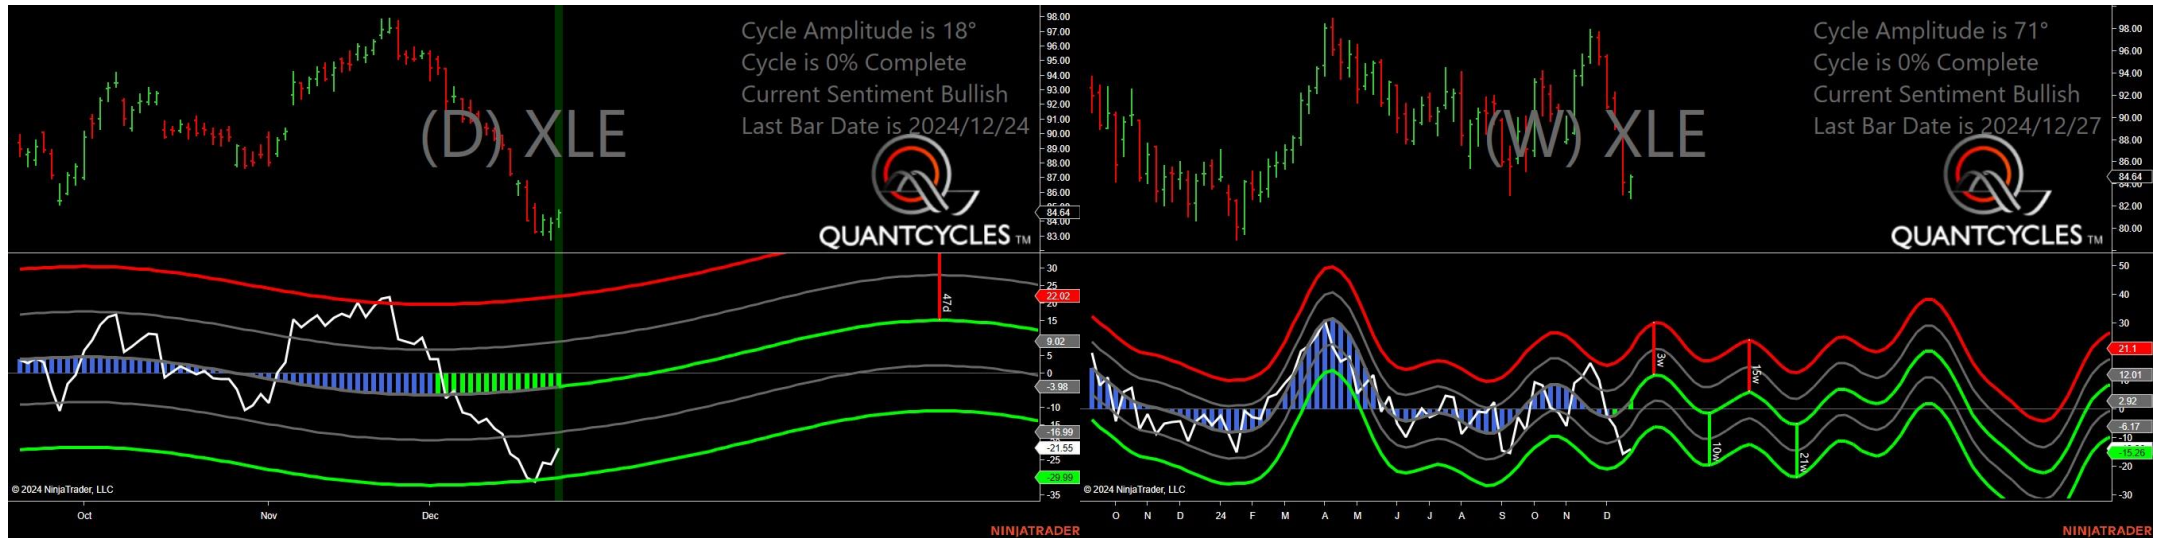 Cycle Amplitude is 18°
Cycle is 0% Complete
Current Sentiment Bullish
Last Bar Date is 2024/12/24
(D) XLE
QUANTCYCLES TM
98.00
97.00
96.00
95.00
94.00
93.00
92.00
91.00
90.00
89.00
88.00
87.00
86.00
84.64
84.00
83.00
30
25
22.02
15
9.02
5
0
-3.98
-10
-16.99
-21.55
-25
-29.99
-35
47d
© 2024 NinjaTrader, LLC
Oct Nov Dec
NINJATRADER
Cycle Amplitude is 71°
Cycle is 0% Complete
Current Sentiment Bullish
Last Bar Date is 2024/12/27
(W) XLE
QUANTCYCLES TM
98.00
96.00
94.00
92.00
90.00
88.00
86.00
84.64
84.00
82.00
80.00
50
40
30
21.1
12.01
2.92
0
-6.17
-10
-15.26
-20
-30
3w
15w
10w
21w
© 2024 NinjaTrader, LLC
O N D 24 F M A M J J A S O N D
NINJATRADER